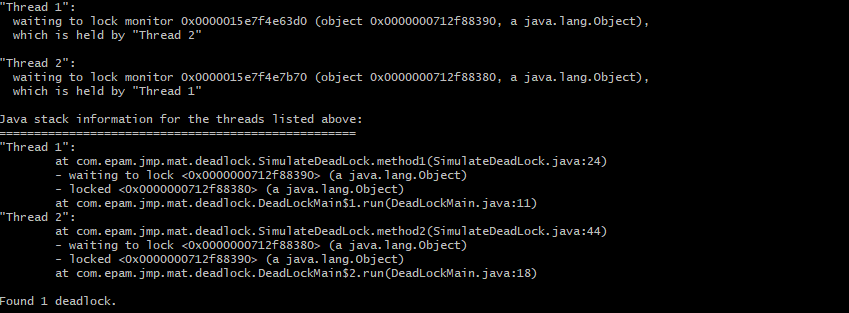 "Thread 1":
  waiting to lock monitor 0x0000015e7f4e63d0 (object 0x0000000712f88390, a java.lang.Object),
  which is held by "Thread 2"

"Thread 2":
  waiting to lock monitor 0x0000015e7f4e7b70 (object 0x0000000712f88380, a java.lang.Object),
  which is held by "Thread 1"

Java stack information for the threads listed above:
===================================================
"Thread 1":
        at com.epam.jmp.mat.deadlock.SimulateDeadLock.method1(SimulateDeadLock.java:24)
        - waiting to lock <0x0000000712f88390> (a java.lang.Object)
        - locked <0x0000000712f88380> (a java.lang.Object)
        at com.epam.jmp.mat.deadlock.DeadLockMain$1.run(DeadLockMain.java:11)
"Thread 2":
        at com.epam.jmp.mat.deadlock.SimulateDeadLock.method2(SimulateDeadLock.java:44)
        - waiting to lock <0x0000000712f88380> (a java.lang.Object)
        - locked <0x0000000712f88390> (a java.lang.Object)
        at com.epam.jmp.mat.deadlock.DeadLockMain$2.run(DeadLockMain.java:18)

Found 1 deadlock.